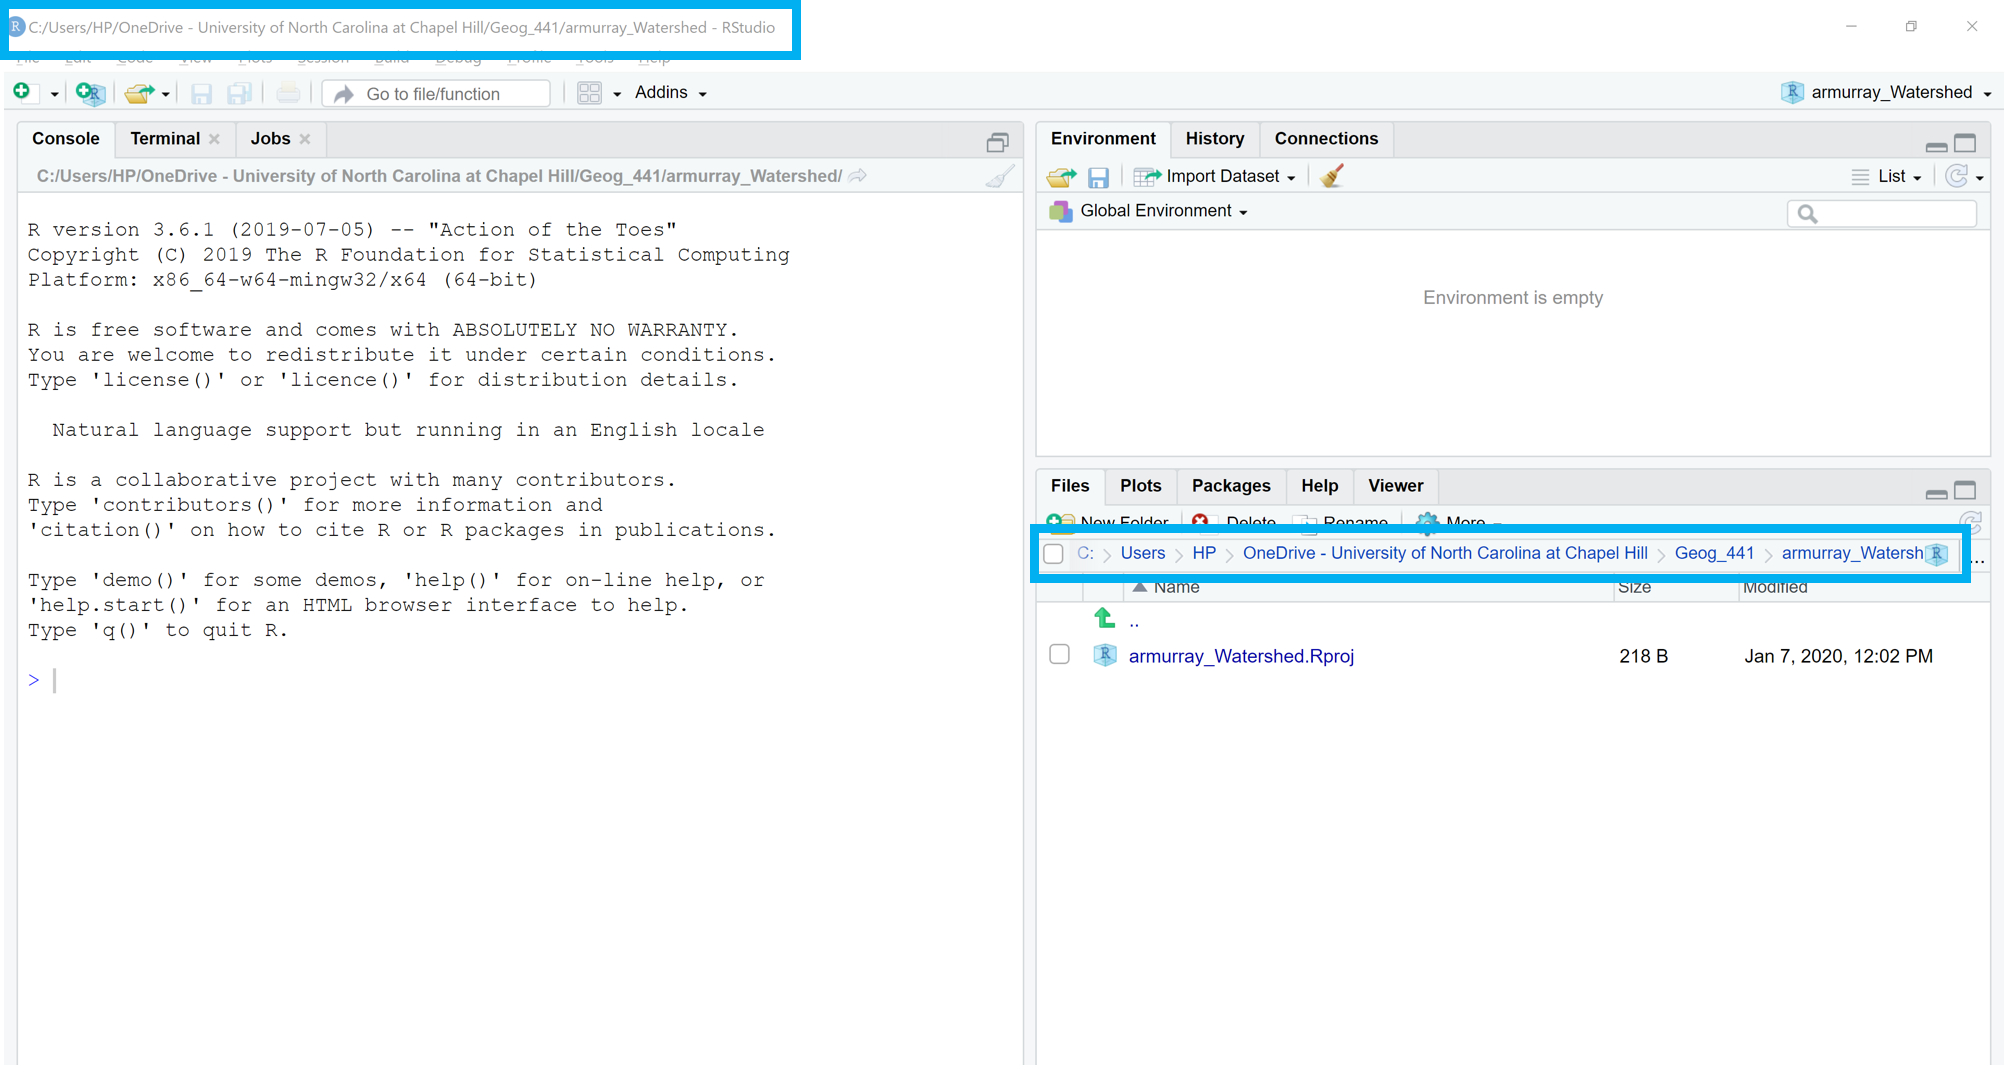 C:/Users/HP/OneDrive - University of North Carolina at Chapel Hill/Geog_441/armurray_Watershed - RStudio
File Edit Code View Plots Session Build Debug Profile Tools Help
Go to file/function Addins armurray_Watershed
Console Terminal Jobs
C:/Users/HP/OneDrive - University of North Carolina at Chapel Hill/Geog_441/armurray_Watershed/
R version 3.6.1 (2019-07-05) -- "Action of the Toes"
Copyright (C) 2019 The R Foundation for Statistical Computing
Platform: x86_64-w64-mingw32/x64 (64-bit)
R is free software and comes with ABSOLUTELY NO WARRANTY.
You are welcome to redistribute it under certain conditions.
Type 'license()' or 'licence()' for distribution details.
Natural language support but running in an English locale
R is a collaborative project with many contributors.
Type 'contributors()' for more information and
'citation()' on how to cite R or R packages in publications.
Type 'demo()' for some demos, 'help()' for on-line help, or
'help.start()' for an HTML browser interface to help.
Type 'q()' to quit R.
>
Environment History Connections
Import Dataset List
Global Environment
Environment is empty
Files Plots Packages Help Viewer
New Folder Delete Rename More
C: Users HP OneDrive - University of North Carolina at Chapel Hill Geog_441 armurray_Watersh ...
Name Size Modified
..
armurray_Watershed.Rproj 218 B Jan 7, 2020, 12:02 PM